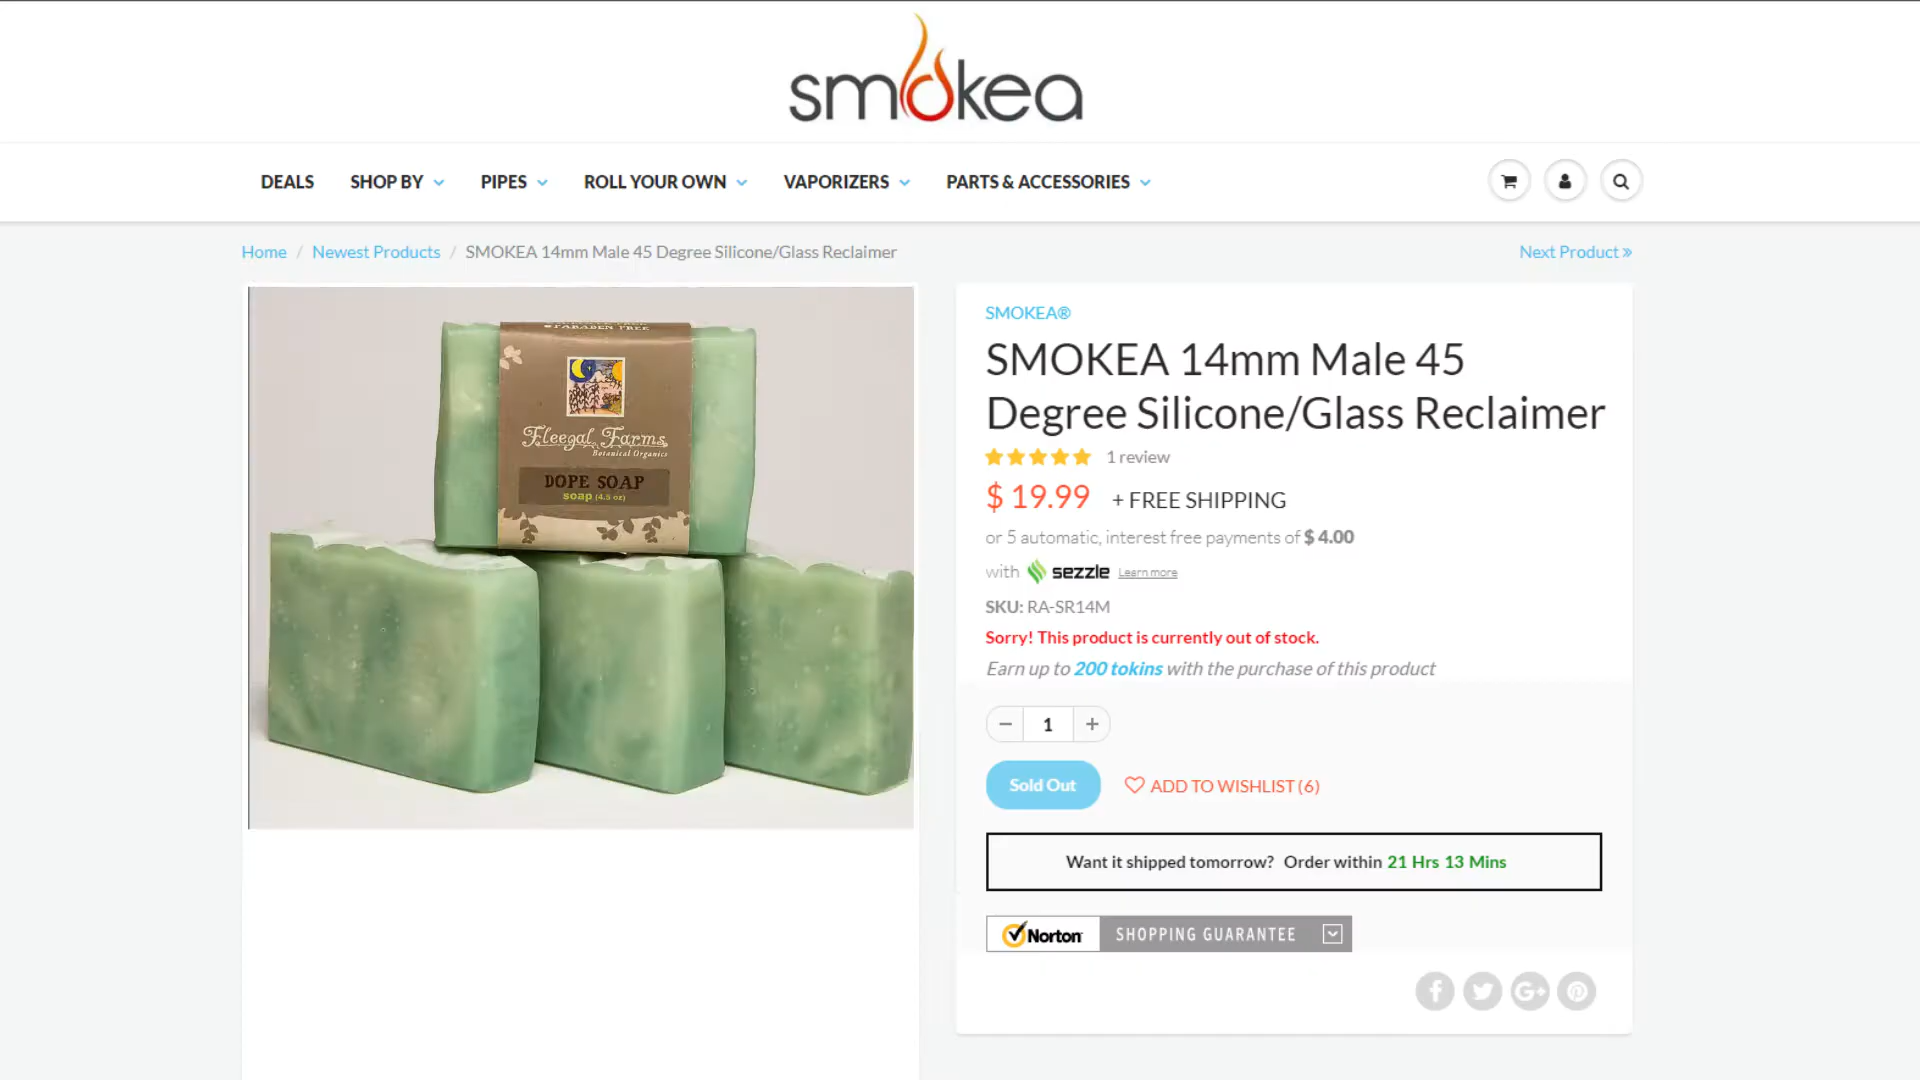 smokea
DEALS SHOP BY PIPES ROLL YOUR OWN VAPORIZERS PARTS & ACCESSORIES
Home / Newest Products / SMOKEA 14mm Male 45 Degree Silicone/Glass Reclaimer
Next Product »
PARABEN FREE
Fleegal Farms
Botanical Organics
DOPE SOAP
soap (4.5 oz)
SMOKEA®
SMOKEA 14mm Male 45
Degree Silicone/Glass Reclaimer
1 review
$ 19.99 + FREE SHIPPING
or 5 automatic, interest free payments of $ 4.00
with sezzle Learn more
SKU: RA-SR14M
Sorry! This product is currently out of stock.
Earn up to 200 tokins with the purchase of this product
− 1 +
Sold Out ADD TO WISHLIST (6)
Want it shipped tomorrow? Order within 21 Hrs 13 Mins
Norton SHOPPING GUARANTEE